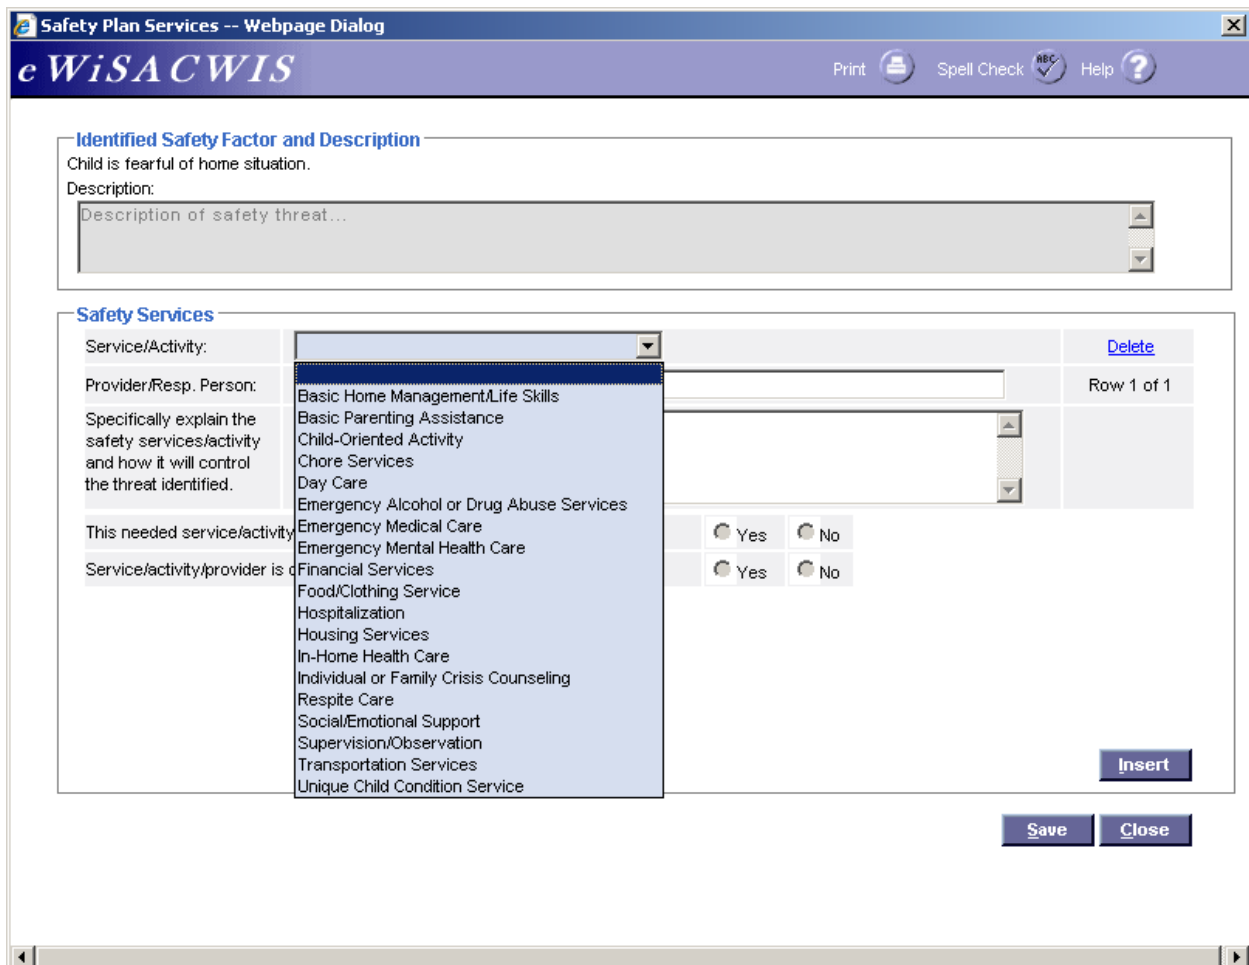 Safety Plan Services -- Webpage Dialog
e WiSACWIS
Print Spell Check ABC Help ?
Identified Safety Factor and Description
Child is fearful of home situation.
Description:
Description of safety threat...
Safety Services
Service/Activity:
Delete
Provider/Resp. Person:
Row 1 of 1
Specifically explain the
safety services/activity
and how it will control
the threat identified.
Basic Home Management/Life Skills
Basic Parenting Assistance
Child-Oriented Activity
Chore Services
Day Care
Emergency Alcohol or Drug Abuse Services
Emergency Medical Care
Emergency Mental Health Care
Financial Services
Food/Clothing Service
Hospitalization
Housing Services
In-Home Health Care
Individual or Family Crisis Counseling
Respite Care
Social/Emotional Support
Supervision/Observation
Transportation Services
Unique Child Condition Service
This needed service/activity
Yes No
Service/activity/provider is
Yes No
Insert
Save Close